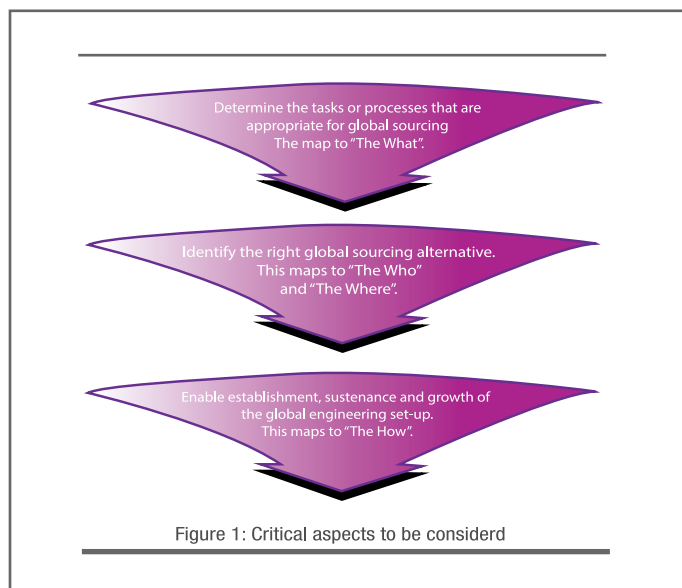 Determine the tasks or processes that are
appropriate for global sourcing
The map to “The What”.
Identify the right global sourcing alternative.
This maps to “The Who”
and “The Where”.
Enable establishment, sustenance and growth of
the global engineering set-up.
This maps to “The How”.
Figure 1: Critical aspects to be considerd